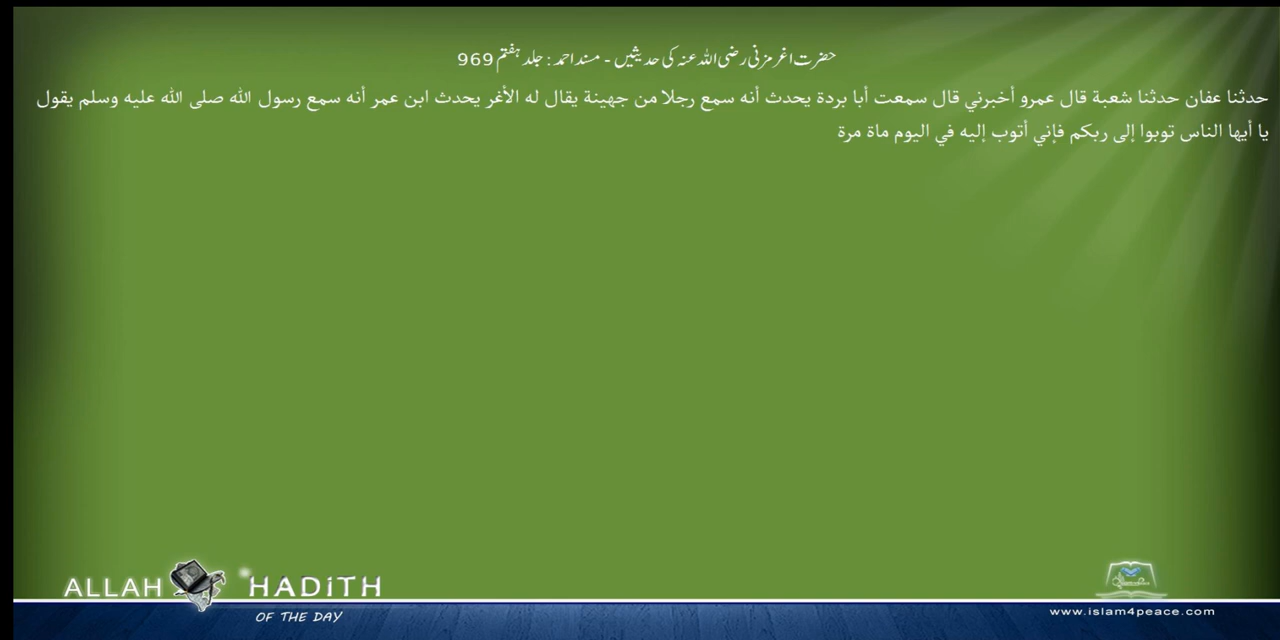 حضرت اغر مزنی رضی اللہ عنہ کی حدیثیں - مسند احمد : جلد ہفتم 969
حدثنا عفان حدثنا شعبة قال عمرو أخبرني قال سمعت أبا بردة يحدث أنه سمع رجلا من جهينة يقال له الأغر يحدث ابن عمر أنه سمع رسول الله صلى الله عليه وسلم يقول
يا أيها الناس توبوا إلى ربكم فإني أتوب إليه في اليوم ماة مرة
ALLAH HADITH
OF THE DAY
www.islam4peace.com